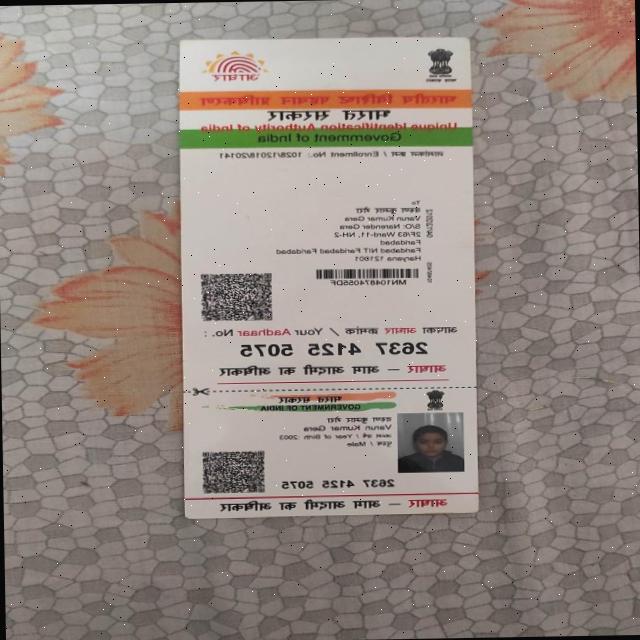 आधार
भारतीय विशिष्ट पहचान प्राधिकरण
भारत सरकार
Unique Identification Authority of India
Government of India
नामांकन क्रम / Enrollment No.: 1028/12018/20141
To
वरुण कुमार गेरा
Varun Kumar Gera
S/O: Narender Gera
2F/63 Ward-11, NH-2
Faridabad
Faridabad NIT Faridabad Faridabad
Haryana 121001
MN104874055DF
आपका आधार क्रमांक / Your Aadhaar No. :
2637 4125 5075
आधार — आम आदमी का अधिकार
भारत सरकार
GOVERNMENT OF INDIA
वरुण कुमार गेरा
Varun Kumar Gera
जन्म वर्ष / Year of Birth: 2003
पुरुष / Male
2637 4125 5075
आधार — आम आदमी का अधिकार